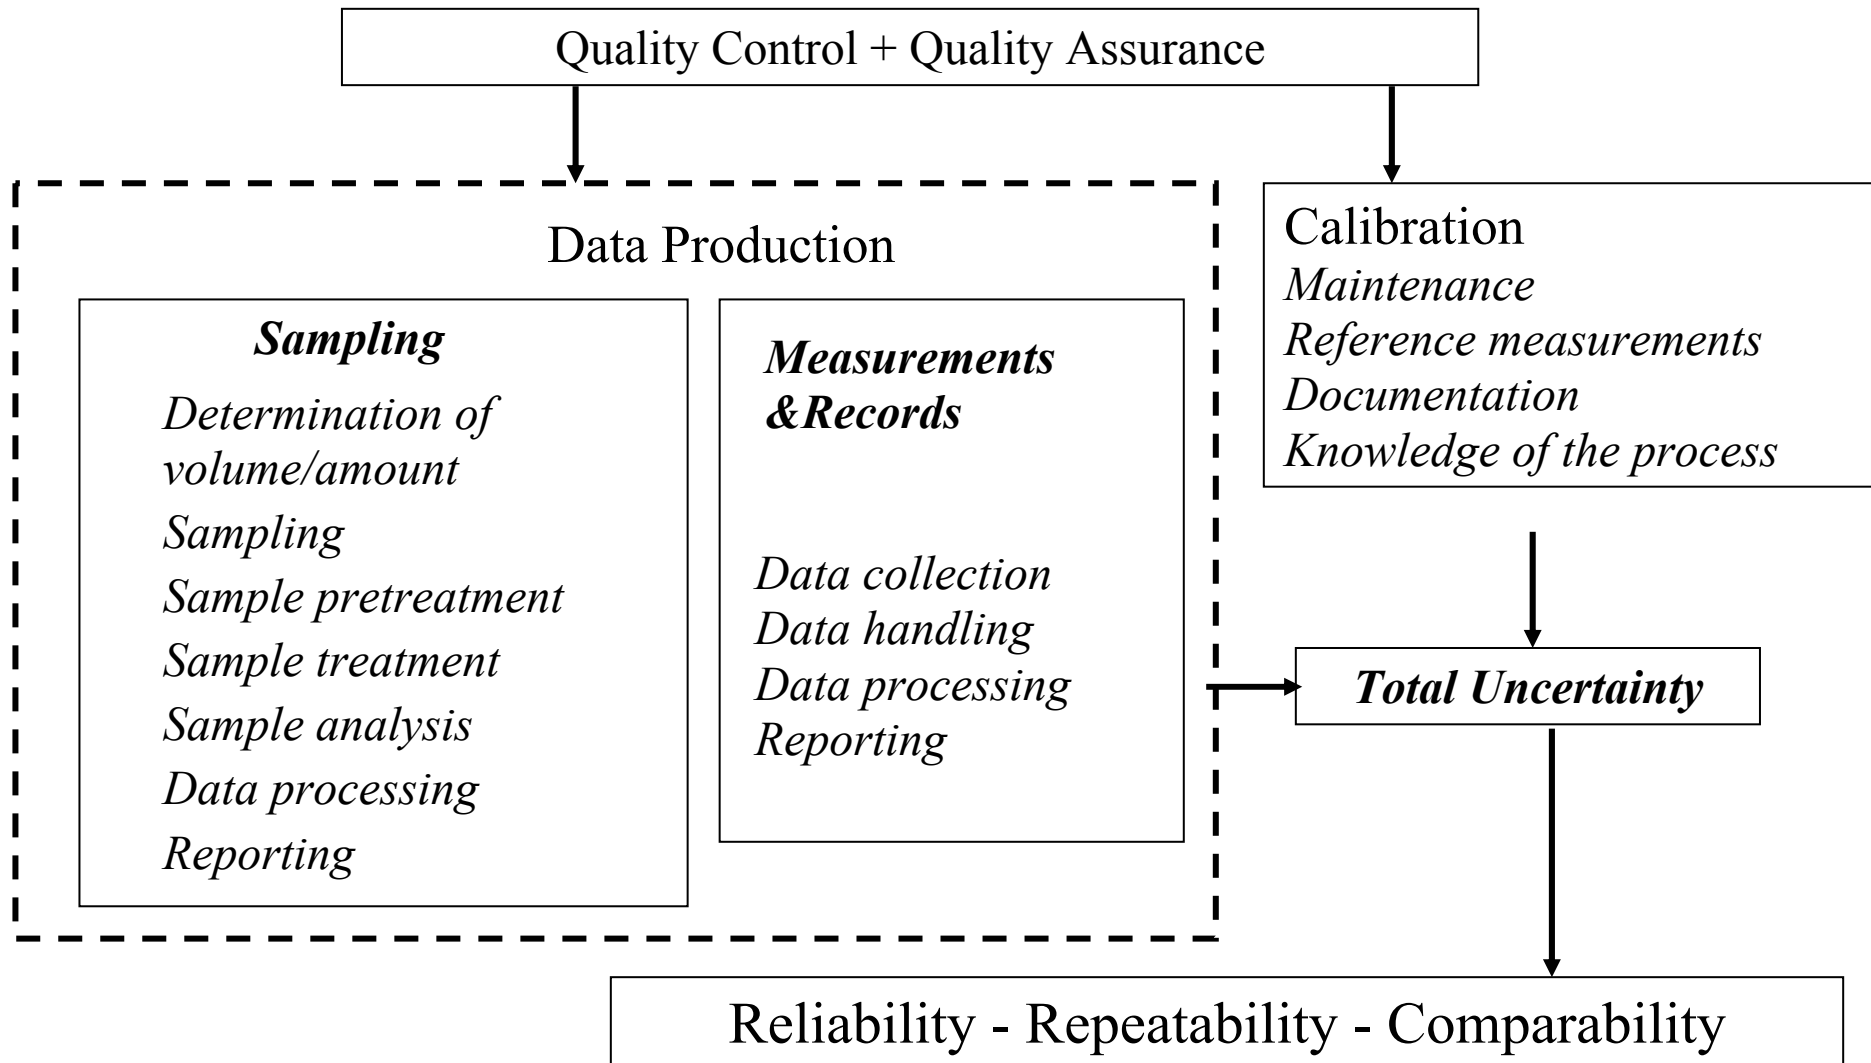 Quality Control + Quality Assurance
Data Production
Sampling
Determination of
volume/amount
Sampling
Sample pretreatment
Sample treatment
Sample analysis
Data processing
Reporting
Measurements
&Records
Data collection
Data handling
Data processing
Reporting
Calibration
Maintenance
Reference measurements
Documentation
Knowledge of the process
Total Uncertainty
Reliability - Repeatability - Comparability